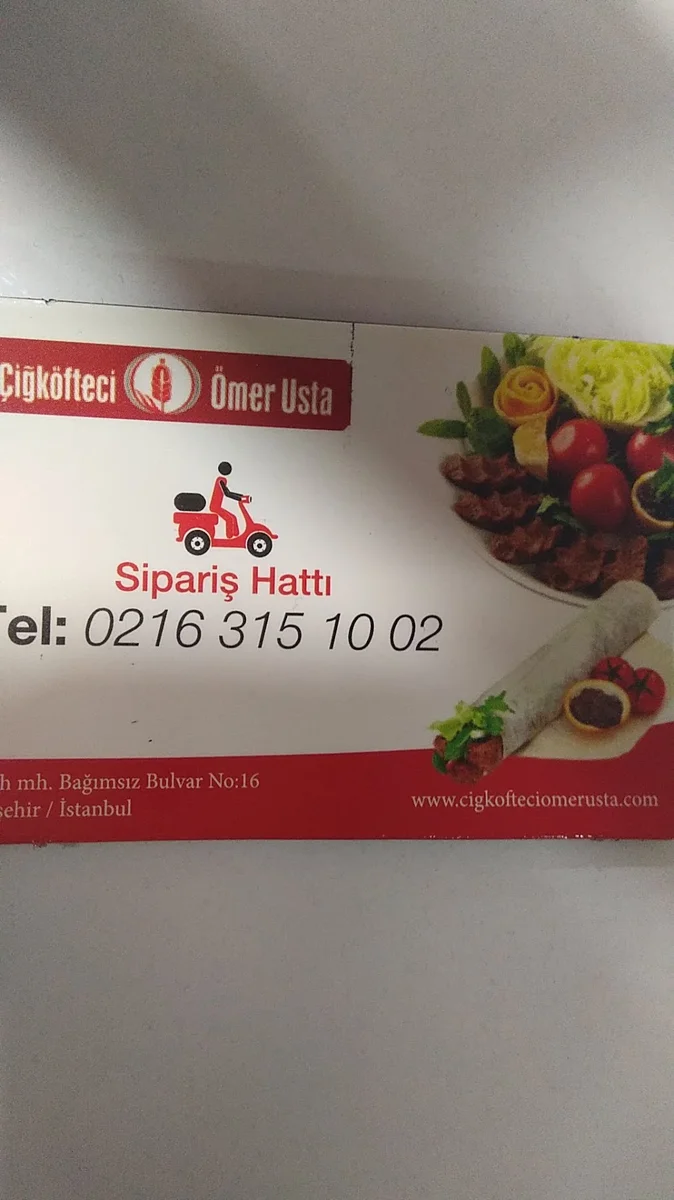 Çiğköfteci Ömer Usta
Sipariş Hattı
Tel: 0216 315 10 02
h mh. Bağımsız Bulvar No:16
şehir / İstanbul
www.cigkofteciomerusta.com